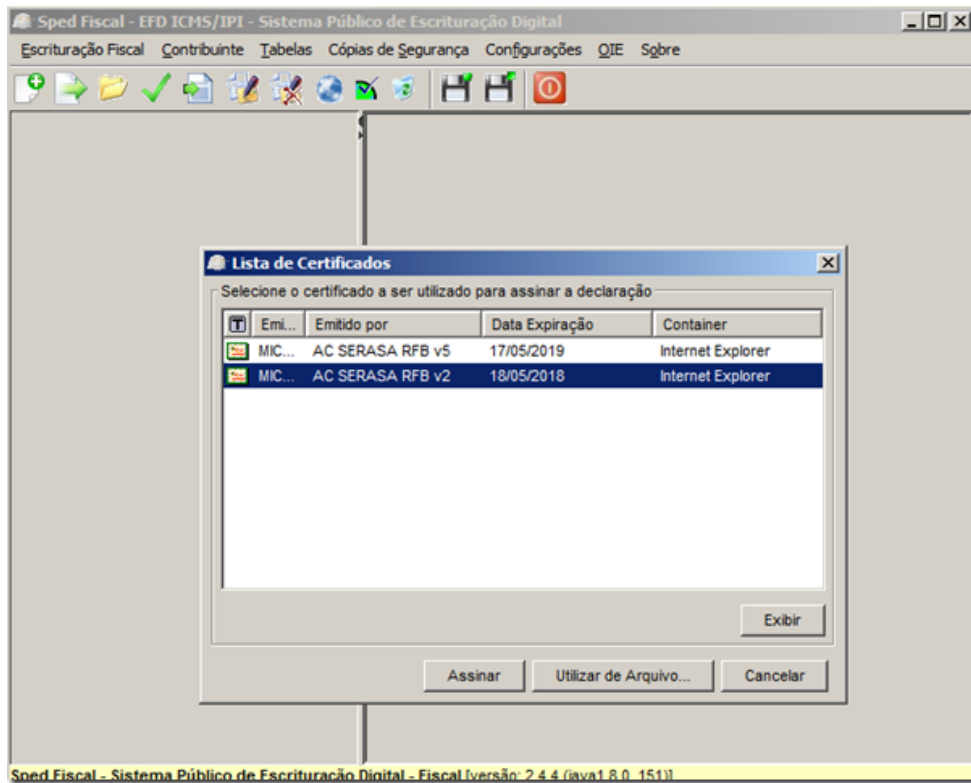 Sped Fiscal - EFD ICMS/IPI - Sistema Público de Escrituração Digital
Escrituração Fiscal Contribuinte Tabelas Cópias de Segurança Configurações OIE Sobre
Lista de Certificados
Selecione o certificado a ser utilizado para assinar a declaração
T Emi... Emitido por Data Expiração Container
MIC... AC SERASA RFB v5 17/05/2019 Internet Explorer
MIC... AC SERASA RFB v2 18/05/2018 Internet Explorer
Exibir
Assinar Utilizar de Arquivo... Cancelar
Sped Fiscal - Sistema Público de Escrituração Digital - Fiscal [versão: 2.4.4 (java1.8.0_151)]